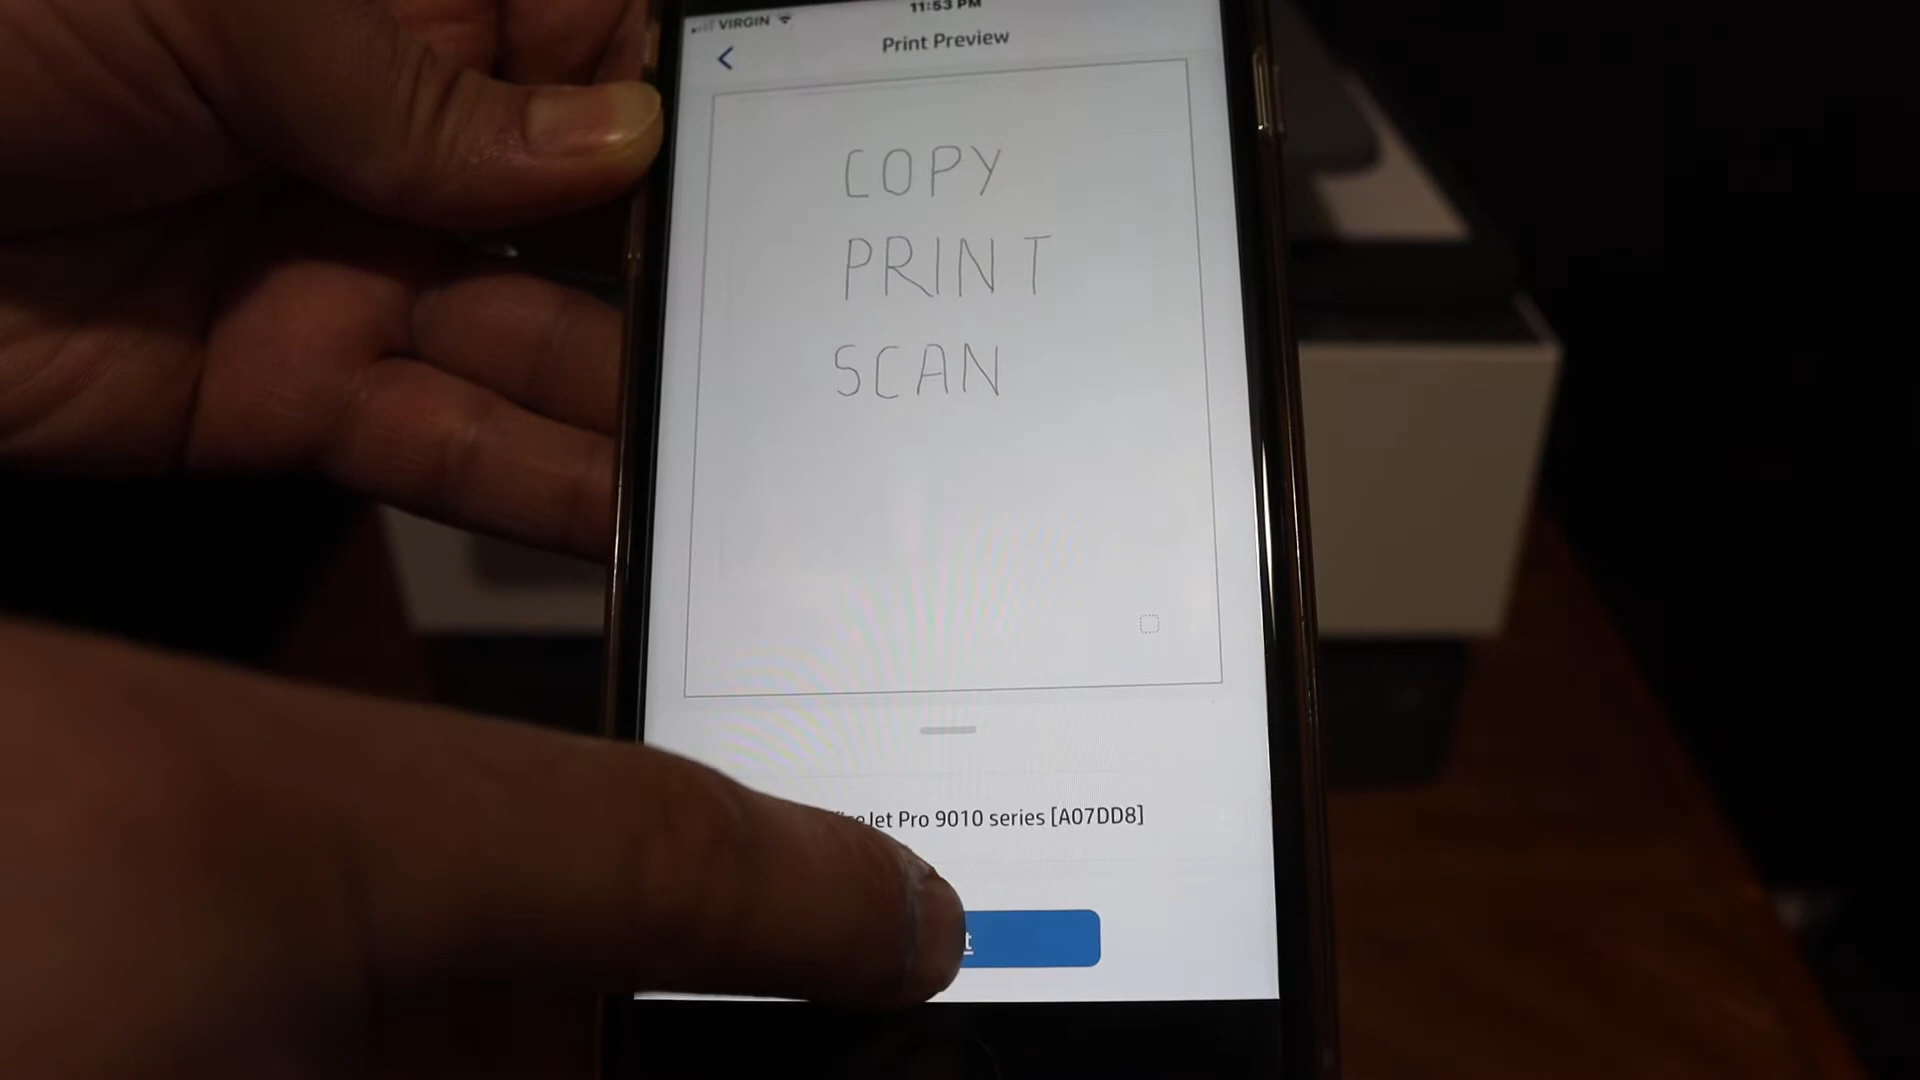 VIRGIN
11:53 PM
Print Preview
COPY
PRINT
SCAN
Jet Pro 9010 series [A07DD8]